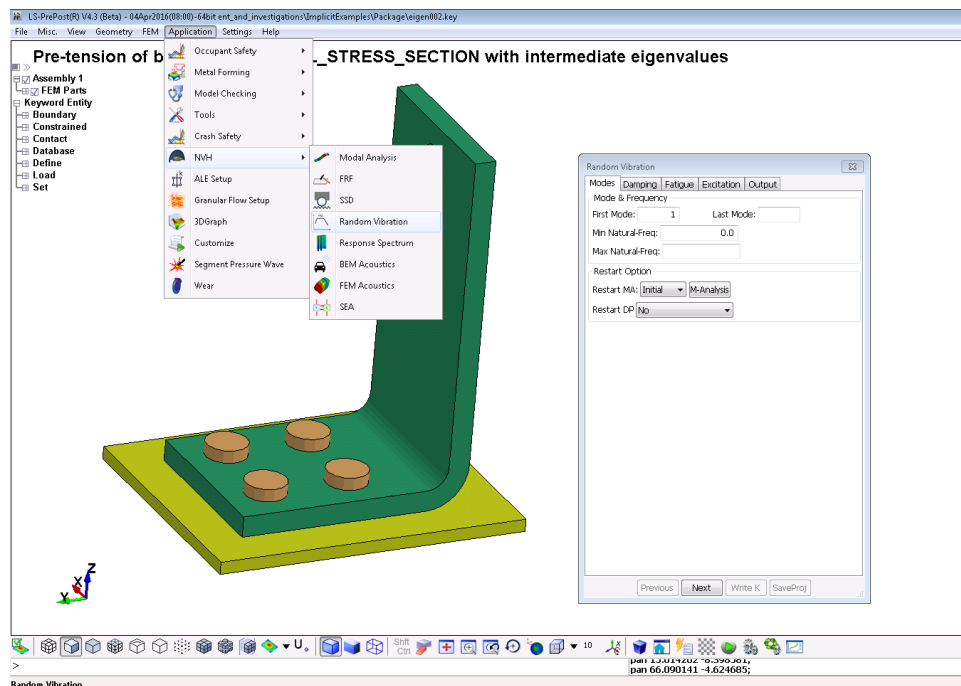 LS-PrePost(R) V4.3 (Beta) - 04Apr2016(08:00)-64bit ent_and_investigations\ImplicitExamples\Package\eigen002.key
File Misc. View Geometry FEM Application Settings Help
Pre-tension of b L_STRESS_SECTION with intermediate eigenvalues
Assembly 1
FEM Parts
Keyword Entity
Boundary
Constrained
Contact
Database
Define
Load
Set
Occupant Safety
Metal Forming
Model Checking
Tools
Crash Safety
NVH
ALE Setup
Granular Flow Setup
3DGraph
Customize
Segment Pressure Wave
Wear
Modal Analysis
FRF
SSD
Random Vibration
Response Spectrum
BEM Acoustics
FEM Acoustics
SEA
Random Vibration
Modes Damping Fatigue Excitation Output
Mode & Frequency
First Mode: 1 Last Mode:
Min Natural-Freq: 0.0
Max Natural-Freq:
Restart Option
Restart MA: Initial M-Analysis
Restart DP No
Previous Next Write K SaveProj
Z
X
Y
U. Shft 10
Ctrl
>
pan 66.090141 -4.624685;
Random Vibration